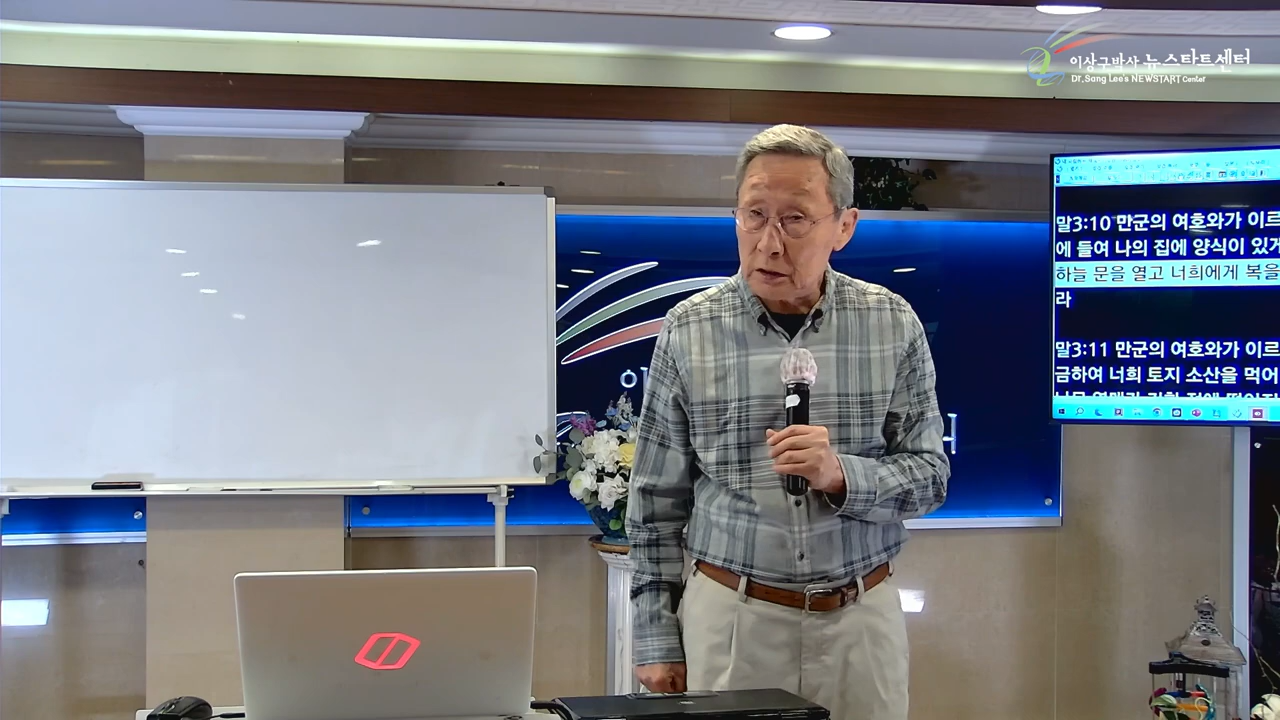 이상구박사 뉴스타트센터
Dr. Sang Lee's NEWSTART Center
말3:10 만군의 여호와가 이르
에 들여 나의 집에 양식이 있거
하늘 문을 열고 너희에게 복을
라
말3:11 만군의 여호와가 이르
금하여 너희 토지 소산을 먹어